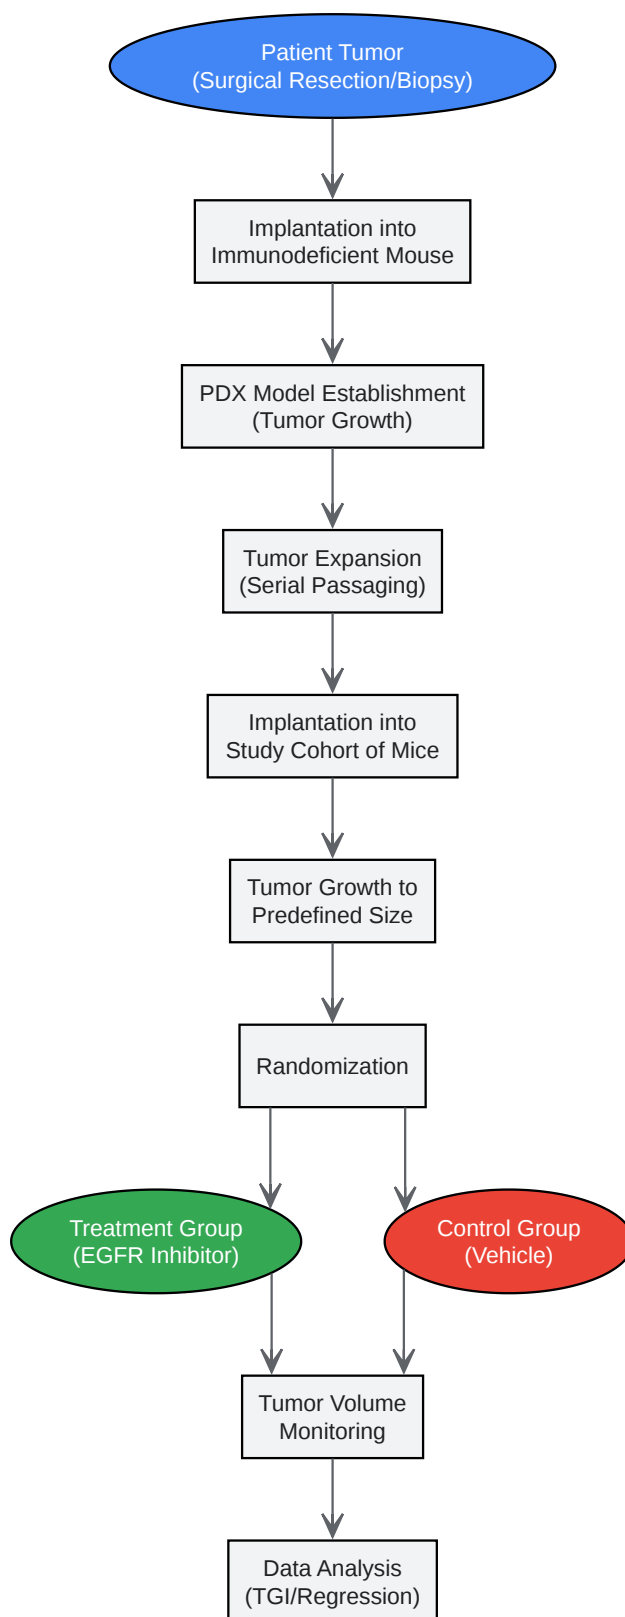 Patient Tumor
(Surgical Resection/Biopsy)
Implantation into
Immunodeficient Mouse
PDX Model Establishment
(Tumor Growth)
Tumor Expansion
(Serial Passaging)
Implantation into
Study Cohort of Mice
Tumor Growth to
Predefined Size
Randomization
Treatment Group
(EGFR Inhibitor)
Control Group
(Vehicle)
Tumor Volume
Monitoring
Data Analysis
(TGI/Regression)